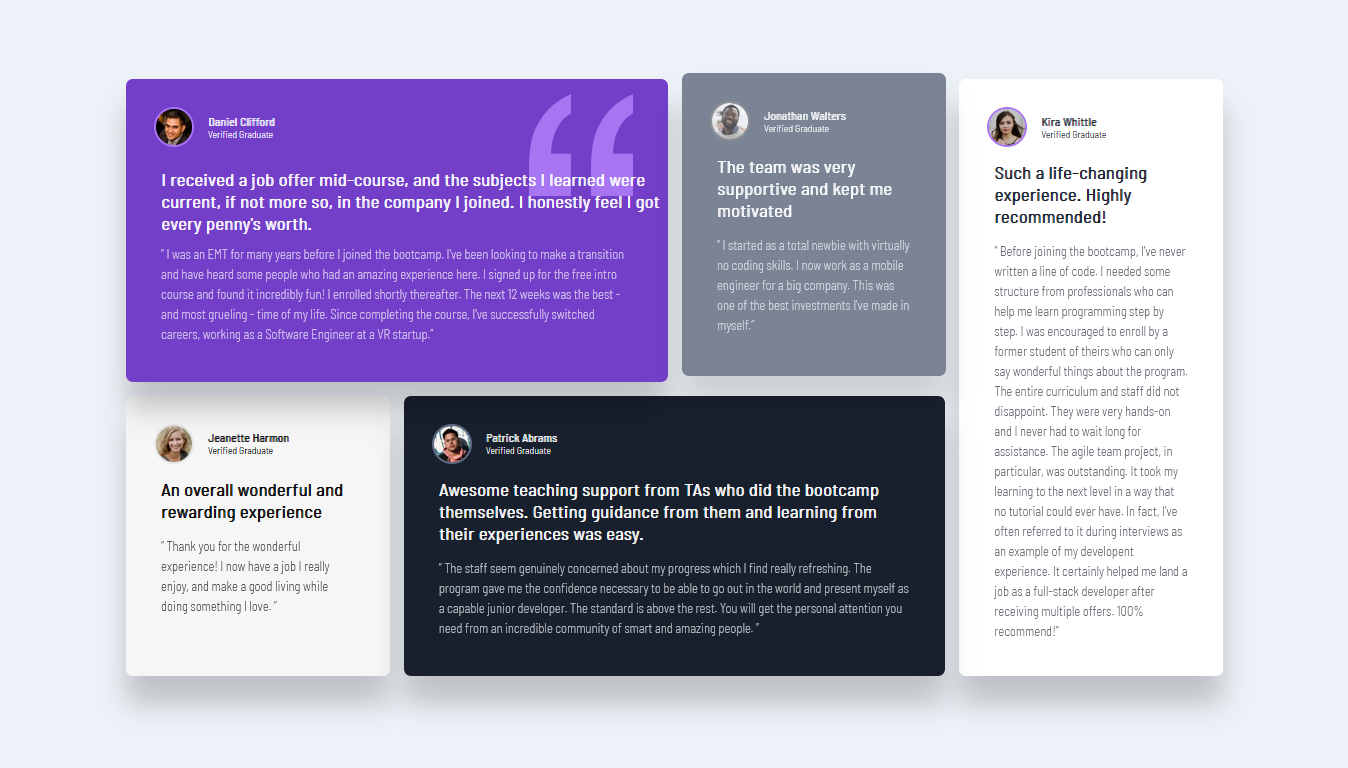 Daniel Clifford
Verified Graduate
I received a job offer mid-course, and the subjects I learned were
current, if not more so, in the company I joined. I honestly feel I got
every penny's worth.
“ I was an EMT for many years before I joined the bootcamp. I've been looking to make a transition
and have heard some people who had an amazing experience here. I signed up for the free intro
course and found it incredibly fun! I enrolled shortly thereafter. The next 12 weeks was the best -
and most grueling - time of my life. Since completing the course, I've successfully switched
careers, working as a Software Engineer at a VR startup.”
Jonathan Walters
Verified Graduate
The team was very
supportive and kept me
motivated
“ I started as a total newbie with virtually
no coding skills. I now work as a mobile
engineer for a big company. This was
one of the best investments I've made in
myself.”
Kira Whittle
Verified Graduate
Such a life-changing
experience. Highly
recommended!
“ Before joining the bootcamp, I've never
written a line of code. I needed some
structure from professionals who can
help me learn programming step by
step. I was encouraged to enroll by a
former student of theirs who can only
say wonderful things about the program.
The entire curriculum and staff did not
disappoint. They were very hands-on
and I never had to wait long for
assistance. The agile team project, in
particular, was outstanding. It took my
learning to the next level in a way that
no tutorial could ever have. In fact, I've
often referred to it during interviews as
an example of my developent
experience. It certainly helped me land a
job as a full-stack developer after
receiving multiple offers. 100%
recommend!”
Jeanette Harmon
Verified Graduate
An overall wonderful and
rewarding experience
“ Thank you for the wonderful
experience! I now have a job I really
enjoy, and make a good living while
doing something I love. ”
Patrick Abrams
Verified Graduate
Awesome teaching support from TAs who did the bootcamp
themselves. Getting guidance from them and learning from
their experiences was easy.
“ The staff seem genuinely concerned about my progress which I find really refreshing. The
program gave me the confidence necessary to be able to go out in the world and present myself as
a capable junior developer. The standard is above the rest. You will get the personal attention you
need from an incredible community of smart and amazing people. ”